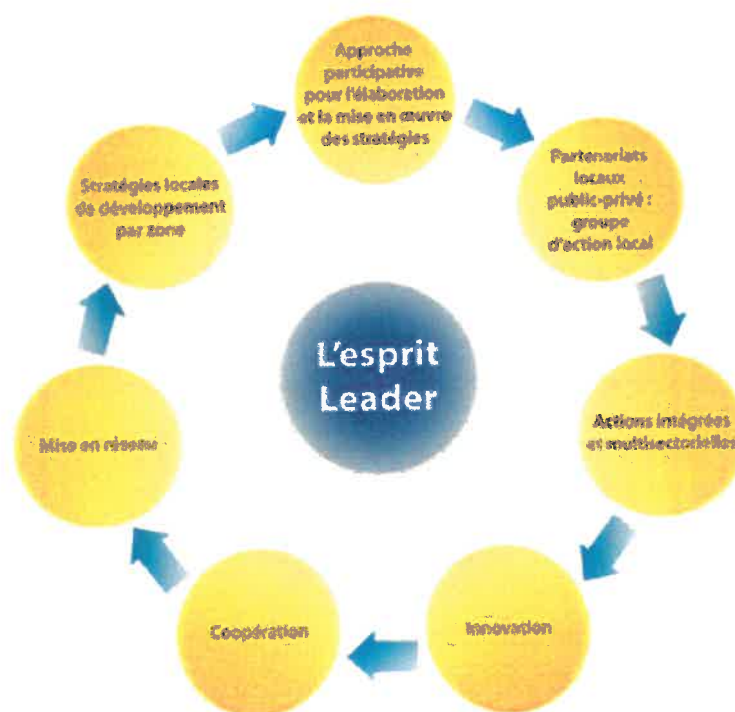 Approche
participative
pour l'élaboration
et la mise en œuvre
des stratégies
Partenariats
locaux
public-privé :
groupe
d'action local
Actions intégrées
et multisectorielles
Innovation
Coopération
Mise en réseau
Stratégies locales
de développement
par zone
L'esprit
Leader